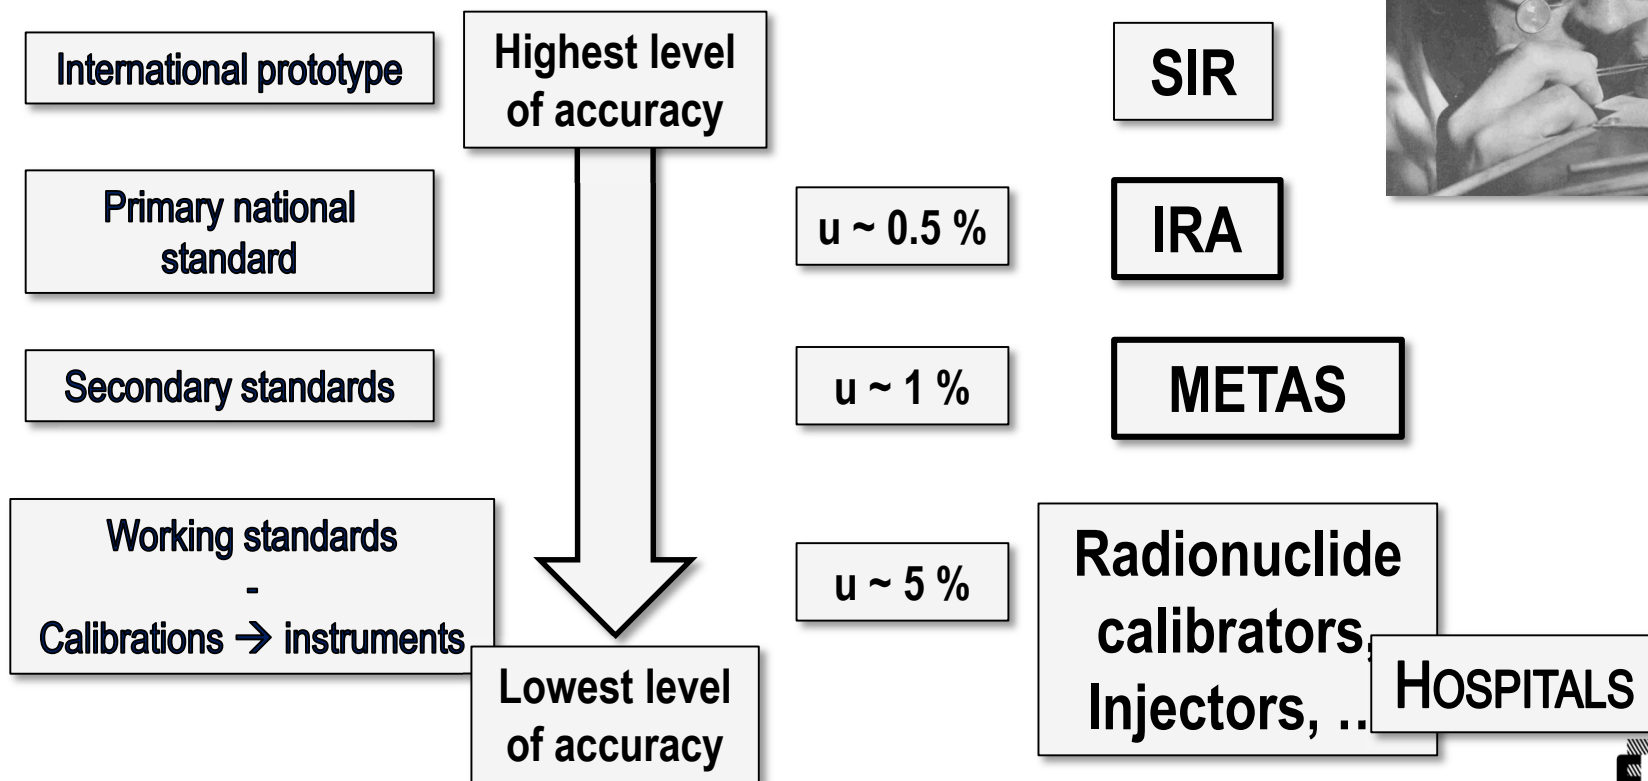 International prototype
Highest level
of accuracy
SIR
Primary national
standard
u ~ 0.5 %
IRA
Secondary standards
u ~ 1 %
METAS
Working standards
-
Calibrations → instruments
u ~ 5 %
Radionuclide
calibrators,
Injectors, ..
HOSPITALS
Lowest level
of accuracy